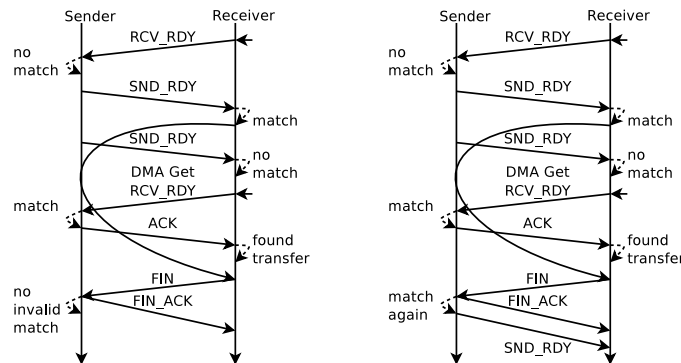 Sender
Receiver
RCV_RDY
no
match
SND_RDY
match
SND_RDY
no
match
DMA Get
RCV_RDY
match
ACK
found
transfer
FIN
no
invalid
match
FIN_ACK
Sender
Receiver
RCV_RDY
no
match
SND_RDY
match
SND_RDY
no
match
DMA Get
RCV_RDY
match
ACK
found
transfer
FIN
match
again
FIN_ACK
SND_RDY